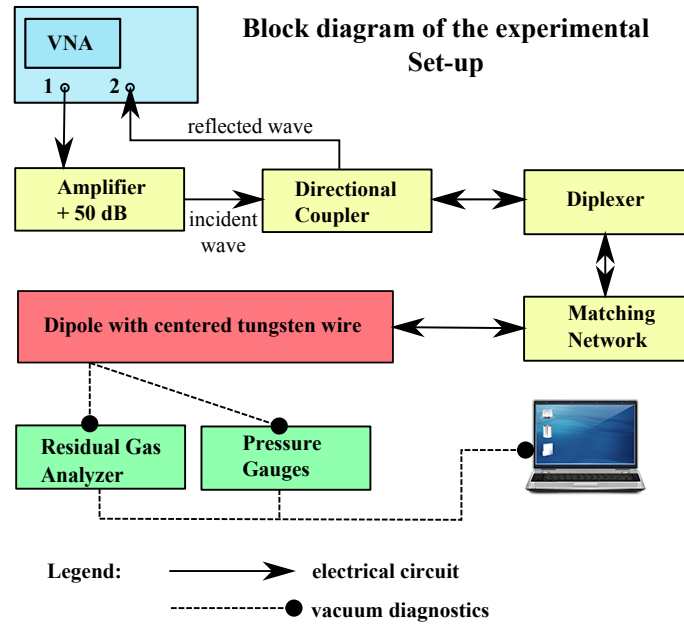 Block diagram of the experimental
Set-up
VNA
1 2
reflected wave
Amplifier
+ 50 dB
incident
wave
Directional
Coupler
Diplexer
Dipole with centered tungsten wire
Matching
Network
Residual Gas
Analyzer
Pressure
Gauges
Legend:
electrical circuit
vacuum diagnostics